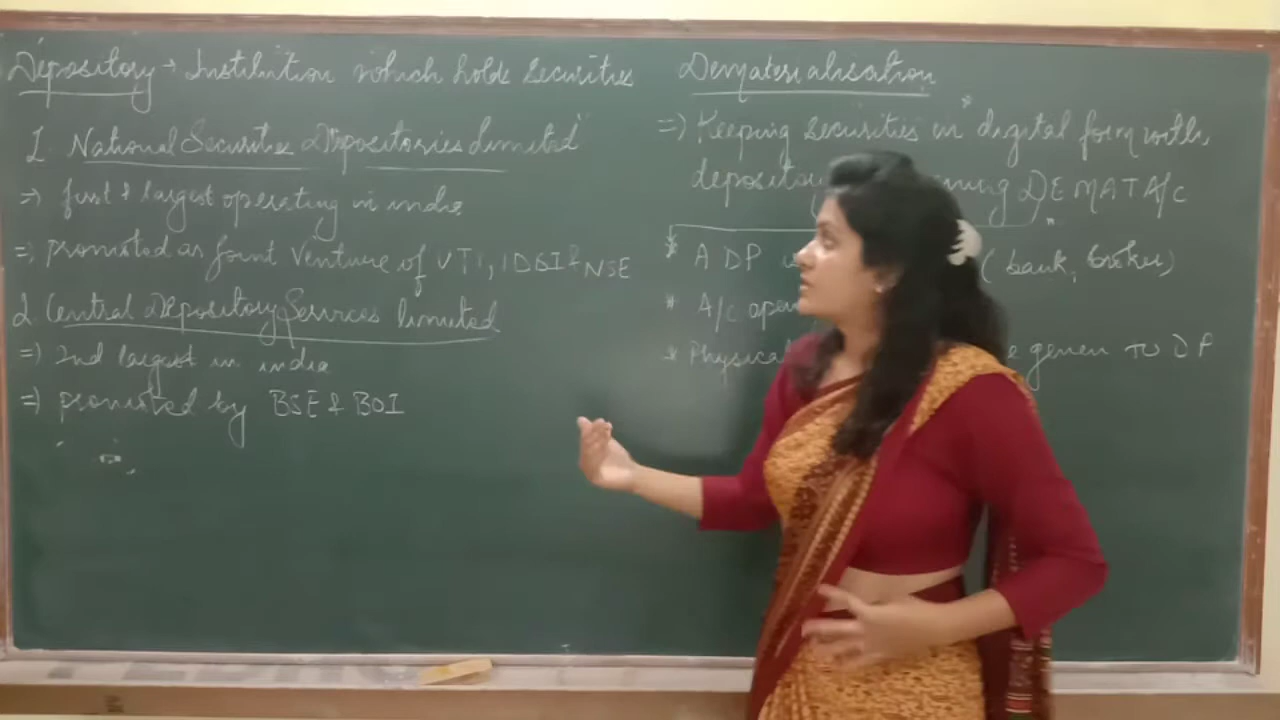 Depository → Institution which holds securities
1. National Securities Depositories Limited
⇒ first & largest operating in india
⇒ promoted as Joint Venture of UTI, IDBI & NSE
2. Central Depository Services limited
⇒ 2nd largest in india
⇒ promoted by BSE & BOI
Dematerialisation
⇒ Keeping securities in digital form with
DEMAT A/c
* A DP (bank, broker)
* A/c
* Physical TO DP